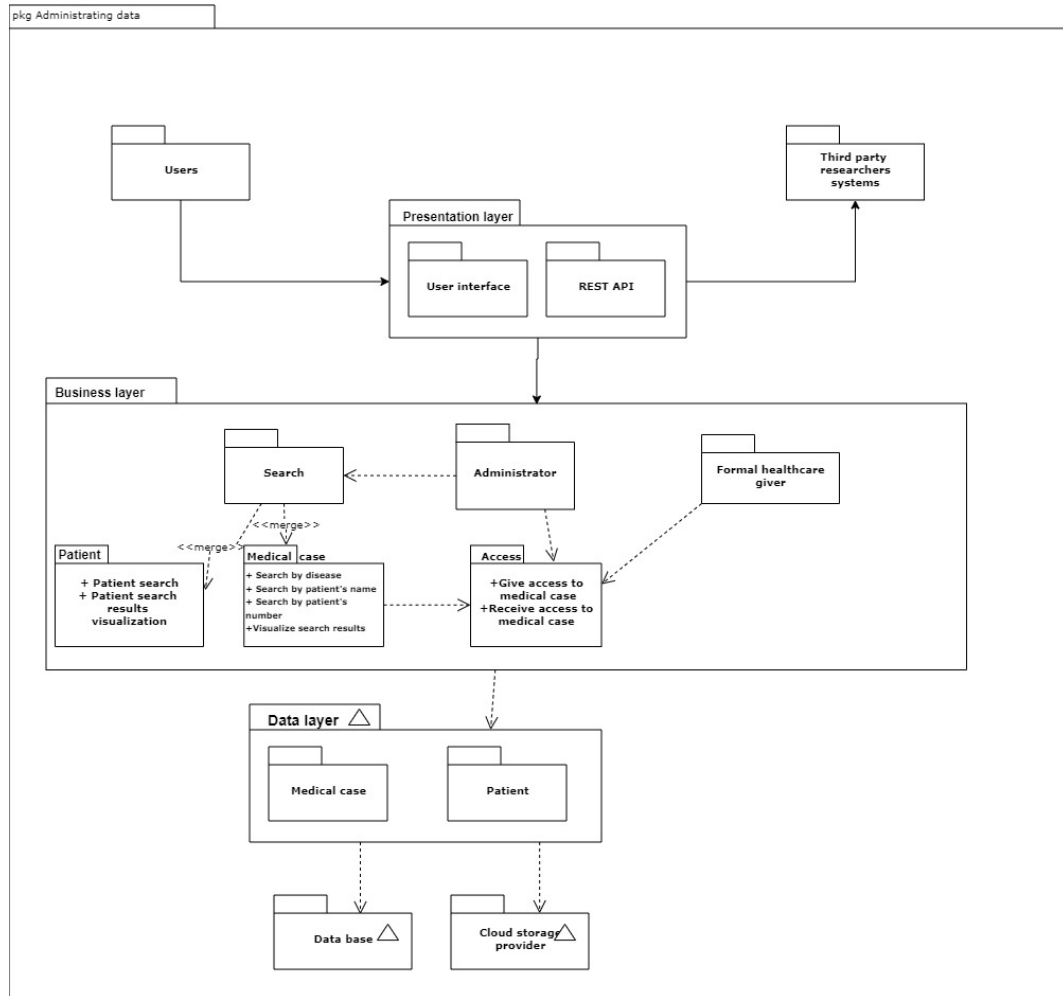 pkg Administrating data
Users
Third party
researchers
systems
Presentation layer
User interface
REST API
Business layer
Search
Administrator
Formal healthcare
giver
<<merge>>
<<merge>>
Patient
+ Patient search
+ Patient search
results
visualization
Medical case
+ Search by disease
+ Search by patient's name
+ Search by patient's
number
+Visualize search results
Access
+Give access to
medical case
+Receive access to
medical case
Data layer
Medical case
Patient
Data base
Cloud storage
provider